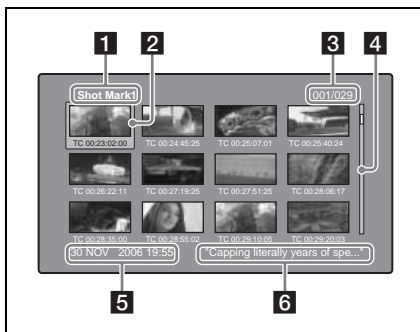 1 2 3 4
Shot Mark1 001/029
TC 00:23:02:00 TC 00:24:45:25 TC 00:25:07:01 TC 00:25:40:24
TC 00:26:22:11 TC 00:27:19:25 TC 00:27:51:25 TC 00:28:06:17
TC 00:28:35:00 TC 00:28:55:02 TC 00:29:10:05 TC 00:29:20:03
30 NOV 2006 19:55 "Capping literally years of spe..."
5 6